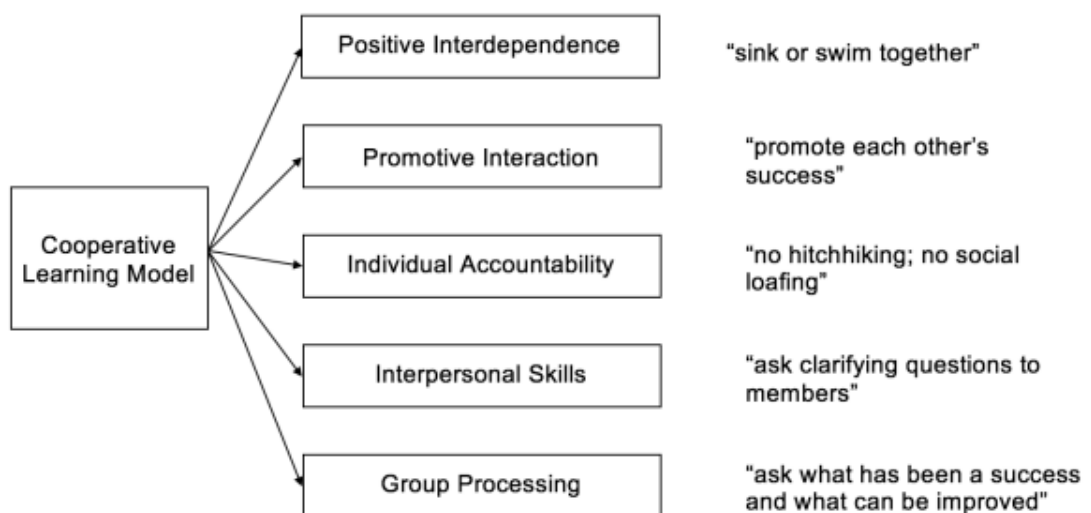 Positive Interdependence
“sink or swim together”
Promotive Interaction
“promote each other’s
success”
Cooperative
Learning Model
Individual Accountability
“no hitchhiking; no social
loafing”
Interpersonal Skills
“ask clarifying questions to
members”
Group Processing
“ask what has been a success
and what can be improved”